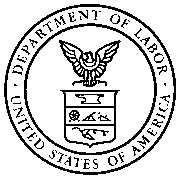 DEPARTMENT OF LABOR
UNITED STATES OF AMERICA